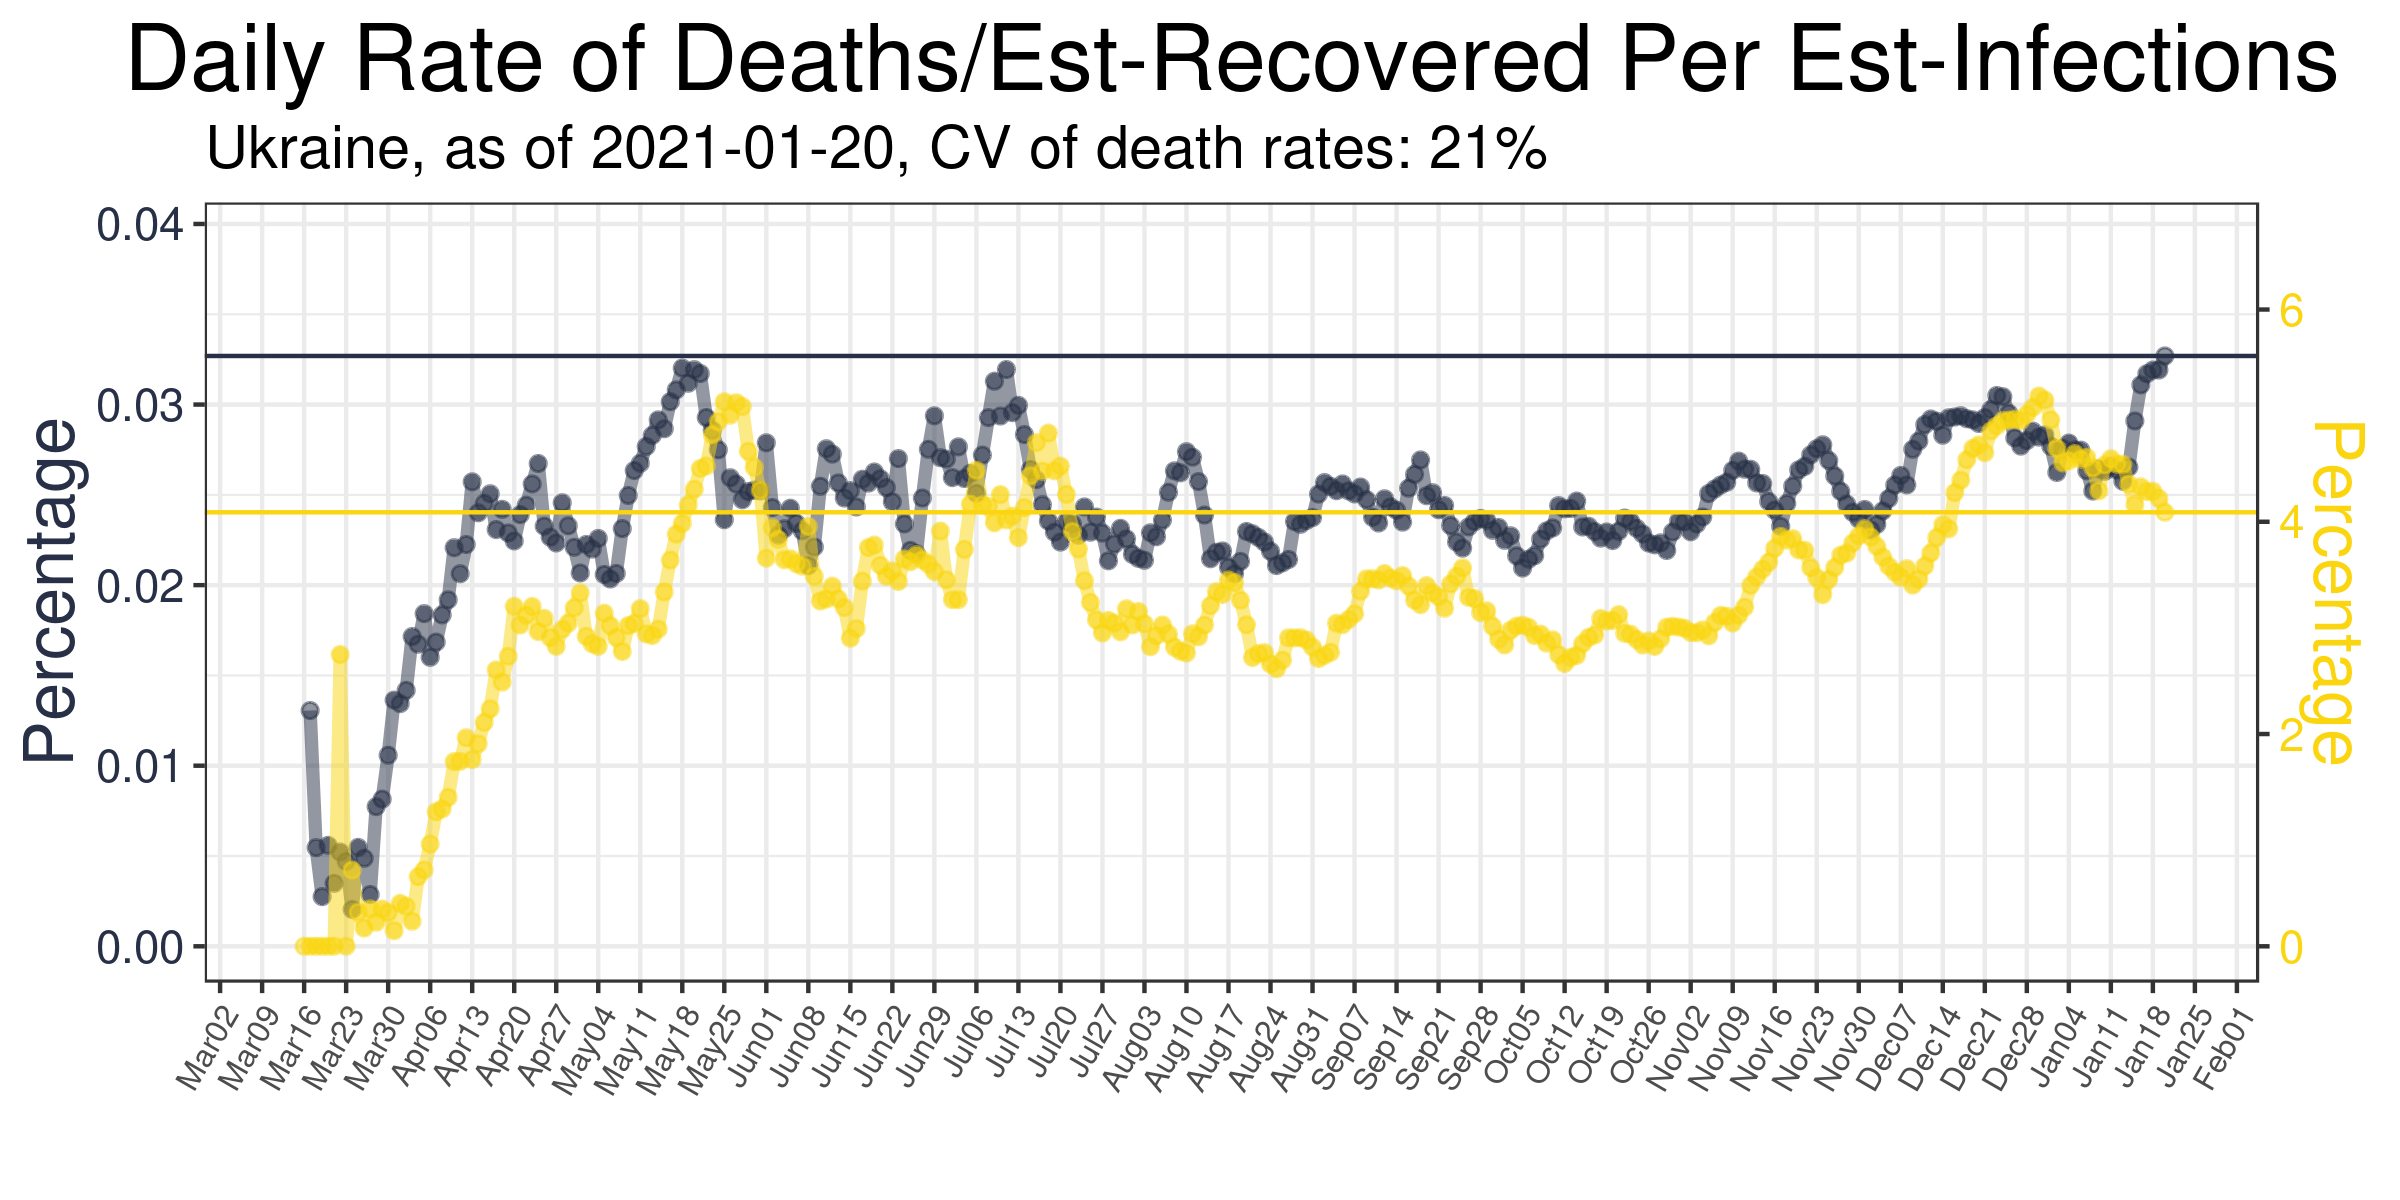 Daily Rate of Deaths/Est-Recovered Per Est-Infections
Ukraine, as of 2021-01-20, CV of death rates: 21%
Percentage
0.04
0.03
0.02
0.01
0.00
6
4
2
0
Percentage
Mar02 Mar09 Mar16 Mar23 Mar30 Apr06 Apr13 Apr20 Apr27 May04 May11 May18 May25 Jun01 Jun08 Jun15 Jun22 Jun29 Jul06 Jul13 Jul20 Jul27 Aug03 Aug10 Aug17 Aug24 Aug31 Sep07 Sep14 Sep21 Sep28 Oct05 Oct12 Oct19 Oct26 Nov02 Nov09 Nov16 Nov23 Nov30 Dec07 Dec14 Dec21 Dec28 Jan04 Jan11 Jan18 Jan25 Feb01